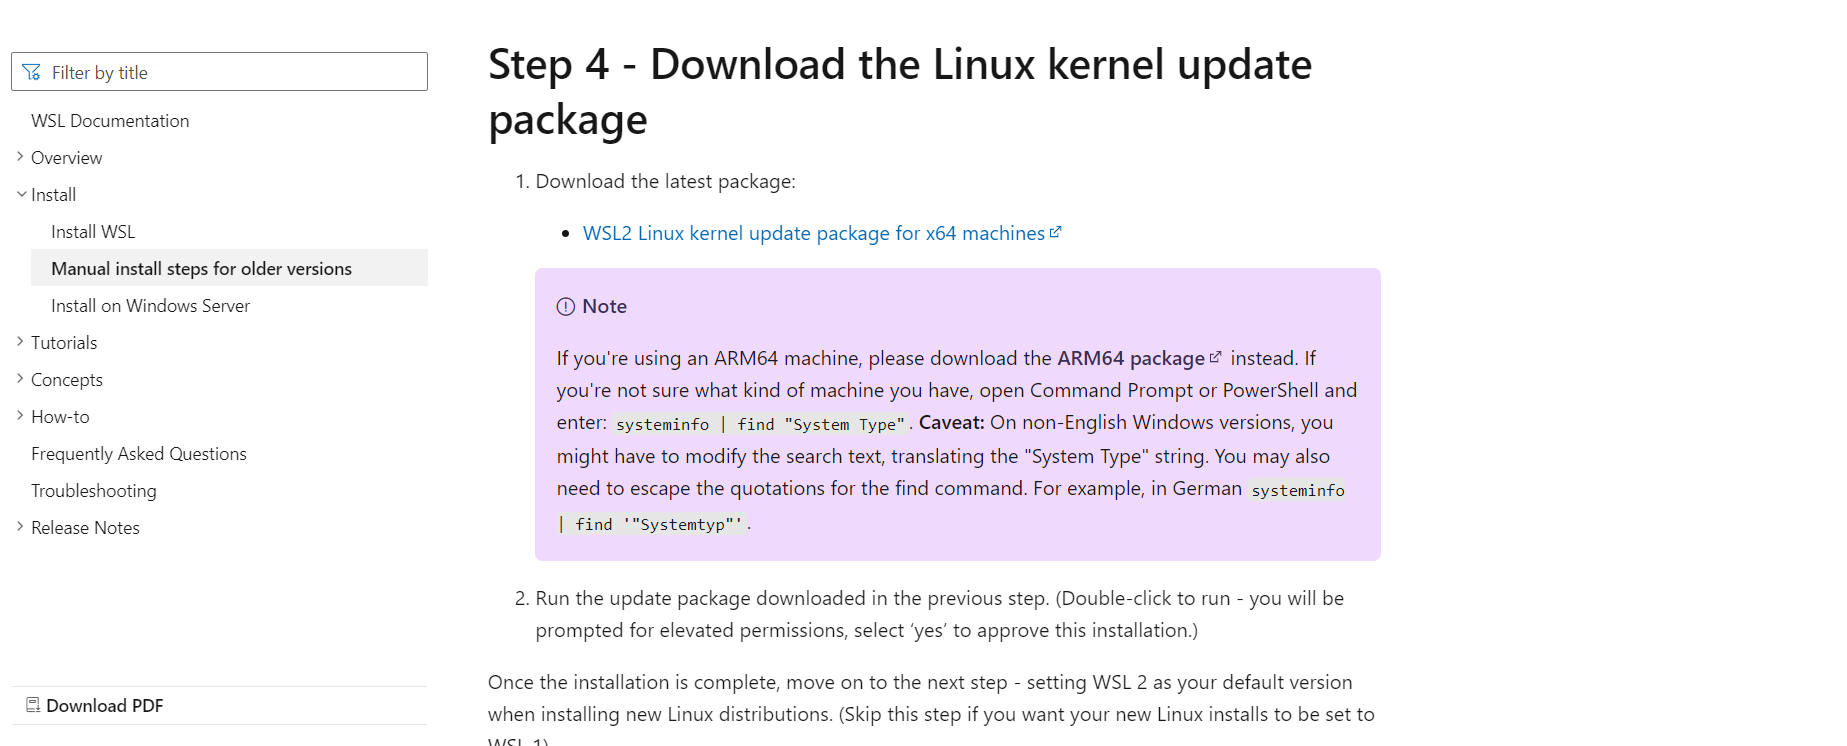 Filter by title
WSL Documentation
Overview
Install
Install WSL
Manual install steps for older versions
Install on Windows Server
Tutorials
Concepts
How-to
Frequently Asked Questions
Troubleshooting
Release Notes
Download PDF
Step 4 - Download the Linux kernel update
package
1. Download the latest package:
• WSL2 Linux kernel update package for x64 machines
Note
If you're using an ARM64 machine, please download the ARM64 package instead. If
you're not sure what kind of machine you have, open Command Prompt or PowerShell and
enter: systeminfo | find "System Type". Caveat: On non-English Windows versions, you
might have to modify the search text, translating the "System Type" string. You may also
need to escape the quotations for the find command. For example, in German systeminfo
| find '"Systemtyp"'.
2. Run the update package downloaded in the previous step. (Double-click to run - you will be
prompted for elevated permissions, select ‘yes’ to approve this installation.)
Once the installation is complete, move on to the next step - setting WSL 2 as your default version
when installing new Linux distributions. (Skip this step if you want your new Linux installs to be set to
WSL 1)